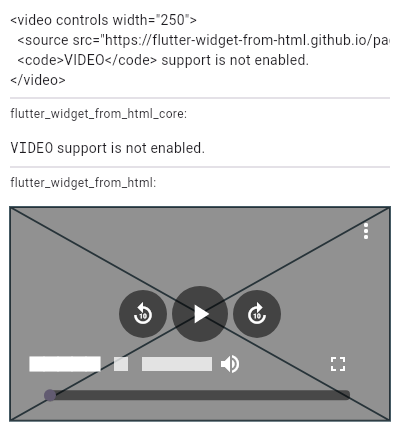 <video controls width="250">
<source src="https://flutter-widget-from-html.github.io/pa
<code>VIDEO</code> support is not enabled.
</video>
flutter_widget_from_html_core:
VIDEO support is not enabled.
flutter_widget_from_html:
10 10